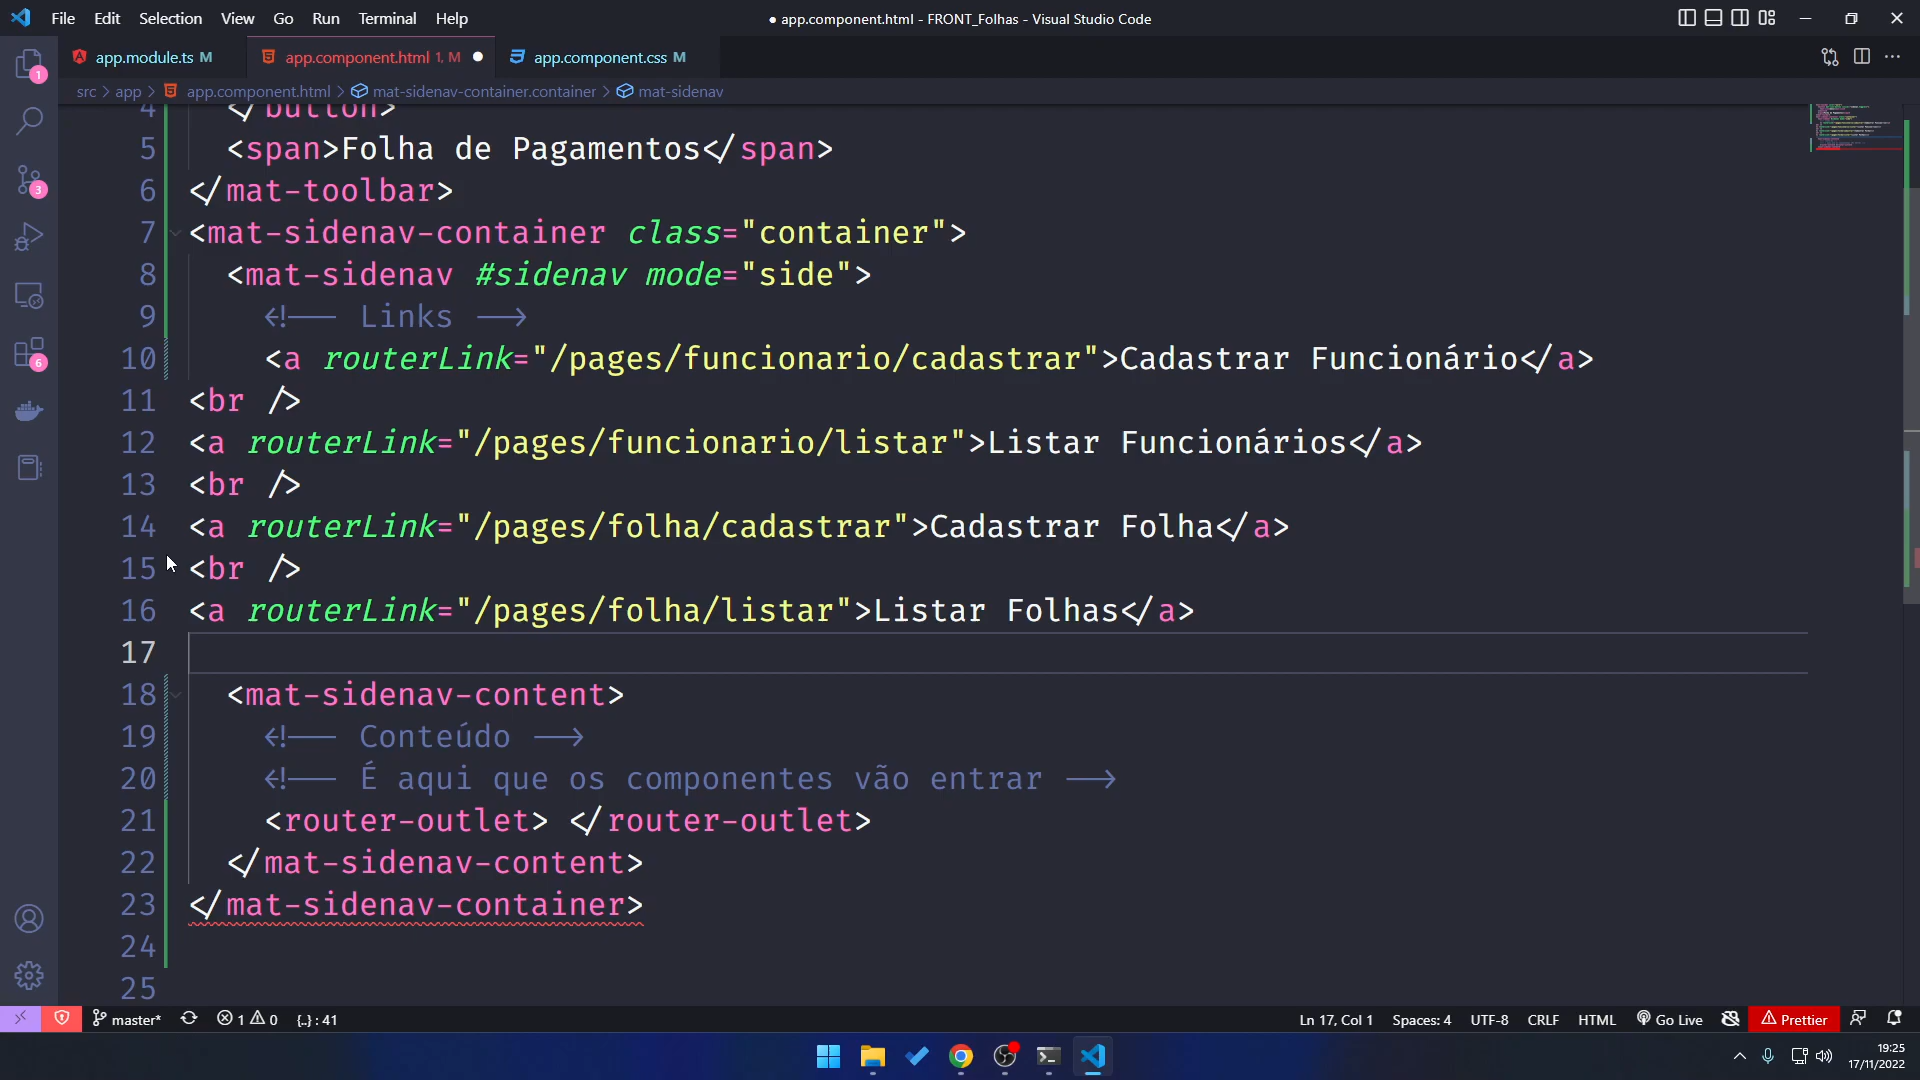 File Edit Selection View Go Run Terminal Help
● app.component.html - FRONT_Folhas - Visual Studio Code
app.module.ts M
app.component.html 1, M
app.component.css M
src > app > app.component.html > mat-sidenav-container.container > mat-sidenav
4 </button>
5 <span>Folha de Pagamentos</span>
6 </mat-toolbar>
7 <mat-sidenav-container class="container">
8 <mat-sidenav #sidenav mode="side">
9 <!-- Links -->
10 <a routerLink="/pages/funcionario/cadastrar">Cadastrar Funcionário</a>
11 <br />
12 <a routerLink="/pages/funcionario/listar">Listar Funcionários</a>
13 <br />
14 <a routerLink="/pages/folha/cadastrar">Cadastrar Folha</a>
15 <br />
16 <a routerLink="/pages/folha/listar">Listar Folhas</a>
17
18 <mat-sidenav-content>
19 <!-- Conteúdo -->
20 <!-- É aqui que os componentes vão entrar -->
21 <router-outlet> </router-outlet>
22 </mat-sidenav-content>
23 </mat-sidenav-container>
24
25
1
3
6
master* 1 0 {..} : 41
Ln 17, Col 1 Spaces: 4 UTF-8 CRLF HTML Go Live Prettier
19:25
17/11/2022